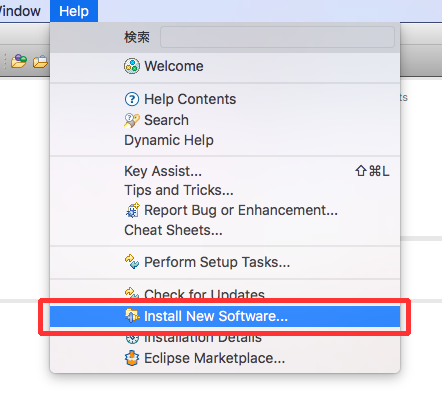 Window Help
検索
Welcome
ts
Help Contents
Search
Dynamic Help
Key Assist... ⇧⌘L
Tips and Tricks...
Report Bug or Enhancement...
Cheat Sheets...
Perform Setup Tasks...
Check for Updates
Install New Software...
Installation Details
Eclipse Marketplace...